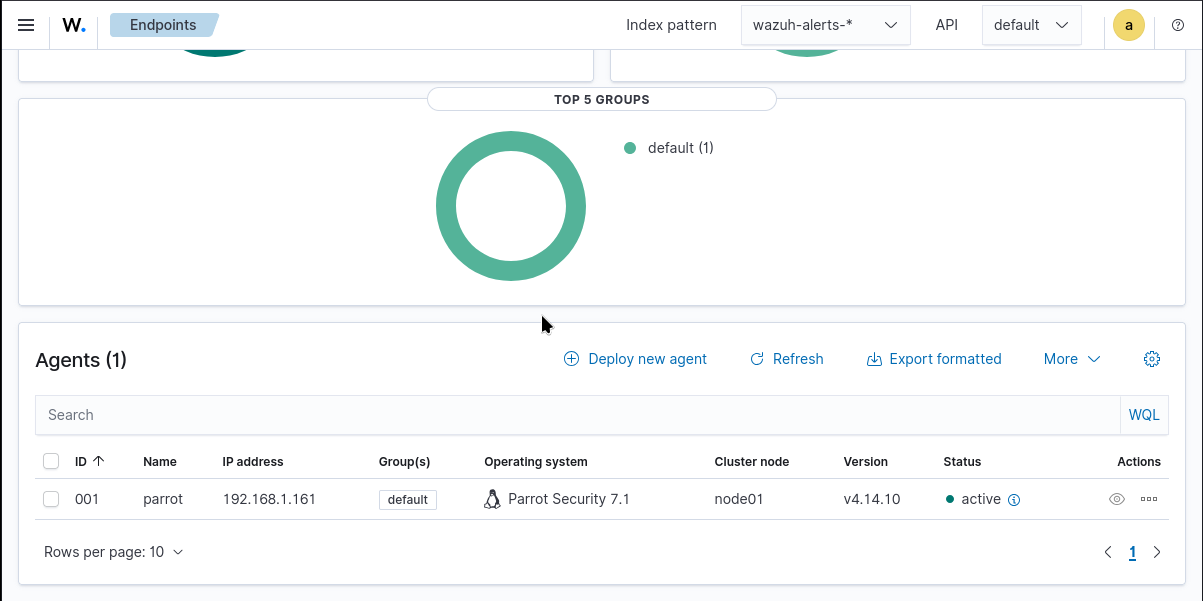 W. Endpoints Index pattern wazuh-alerts-* API default a
TOP 5 GROUPS
default (1)
Agents (1) Deploy new agent Refresh Export formatted More
Search WQL
ID Name IP address Group(s) Operating system Cluster node Version Status Actions
001 parrot 192.168.1.161 default Parrot Security 7.1 node01 v4.14.10 active
Rows per page: 10 1